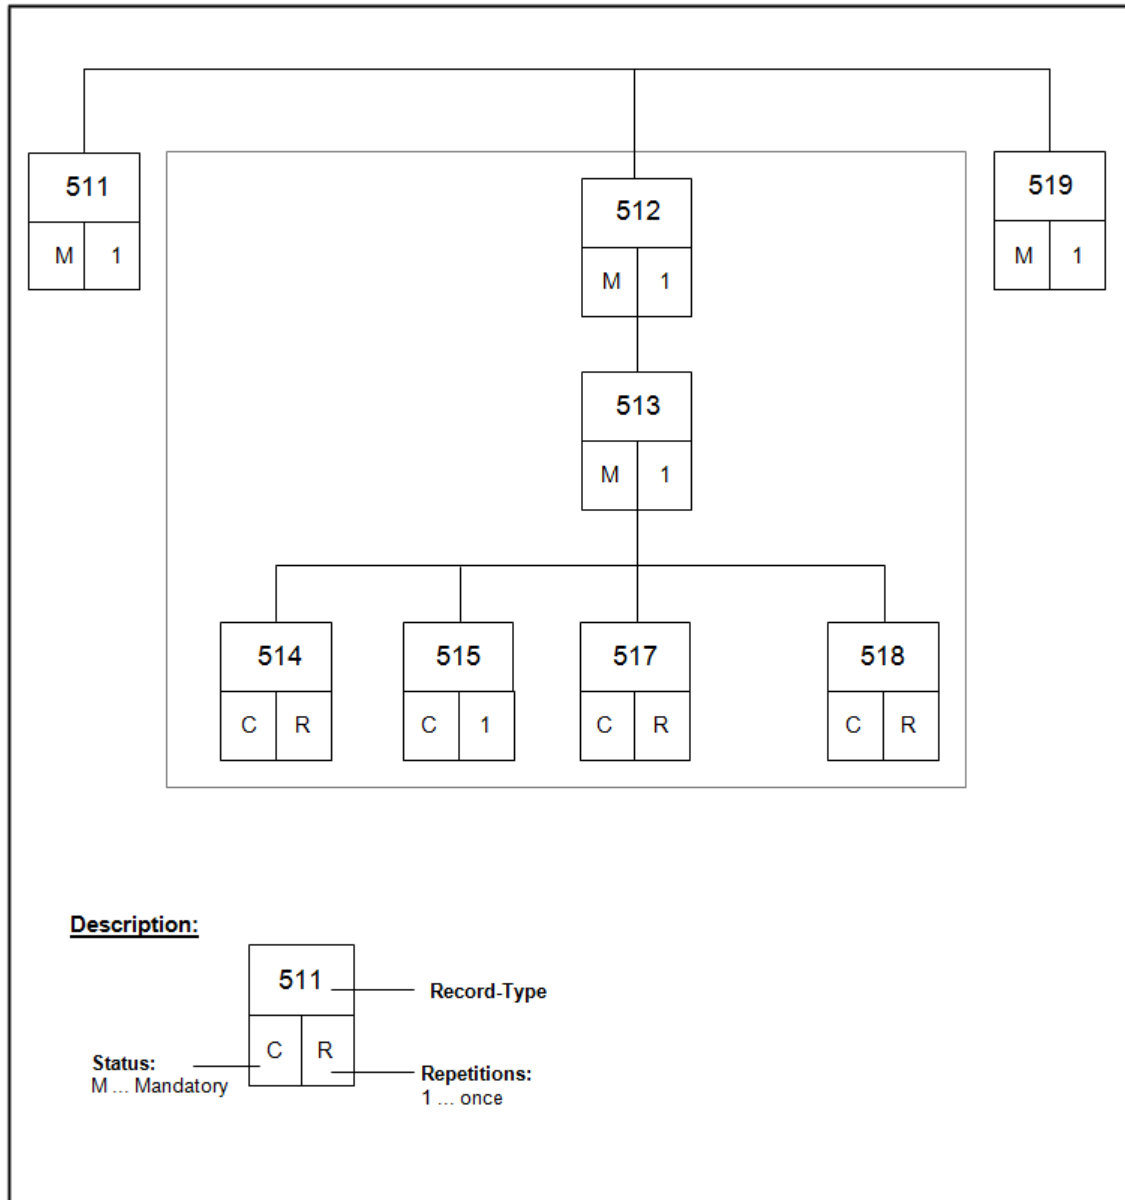 511
M 1
512
M 1
519
M 1
513
M 1
514
C R
515
C 1
517
C R
518
C R
Description:
511
Record-Type
C R
Status:
M ... Mandatory
Repetitions:
1 ... once